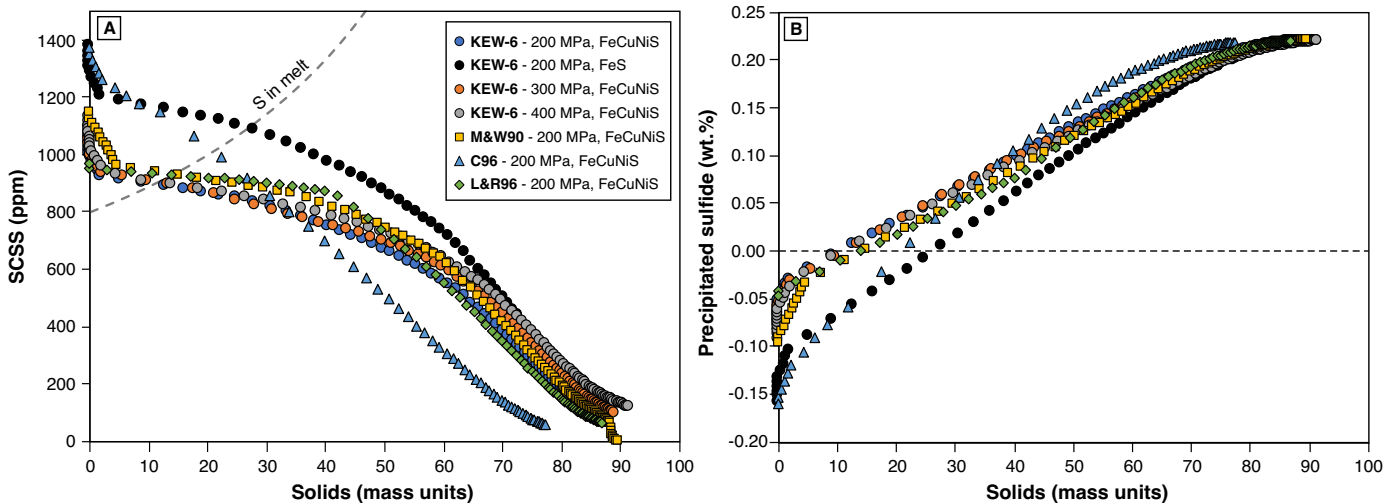 A
1400
1200
1000
800
600
400
200
0
SCSS (ppm)
S in melt
KEW-6 - 200 MPa, FeCuNiS
KEW-6 - 200 MPa, FeS
KEW-6 - 300 MPa, FeCuNiS
KEW-6 - 400 MPa, FeCuNiS
M&W90 - 200 MPa, FeCuNiS
C96 - 200 MPa, FeCuNiS
L&R96 - 200 MPa, FeCuNiS
0 10 20 30 40 50 60 70 80 90 100
Solids (mass units)
B
0.25
0.20
0.15
0.10
0.05
0.00
-0.05
-0.10
-0.15
-0.20
Precipitated sulfide (wt.%)
0 10 20 30 40 50 60 70 80 90 100
Solids (mass units)